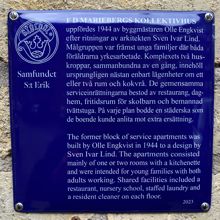 F D MARIEBERGS KOLLEKTIVHUS
uppfördes 1944 av byggmästaren Olle Engkvist
efter ritningar av arkitekten Sven Ivar Lind.
Målgruppen var främst unga familjer där båda
föräldrarna yrkesarbetade. Komplexets två hus-
kroppar, sammanbundna av en gång, innehöll
ursprungligen nästan enbart lägenheter om ett
eller två rum och kokvrå. De gemensamma
serviceinrättningarna bestod av restaurang, dag-
hem, fritidsrum för skolbarn och bemannad
tvättstuga. På varje plan bodde en städerska som
de boende kunde anlita mot extra ersättning.
The former block of service apartments was
built by Olle Engkvist in 1944 to a design by
Sven Ivar Lind. The apartments consisted
mainly of one or two rooms with a kitchenette
and were intended for young families with both
adults working. Shared facilities included a
restaurant, nursery school, staffed laundry and
a resident cleaner on each floor.
2023
Samfundet
S:t Erik